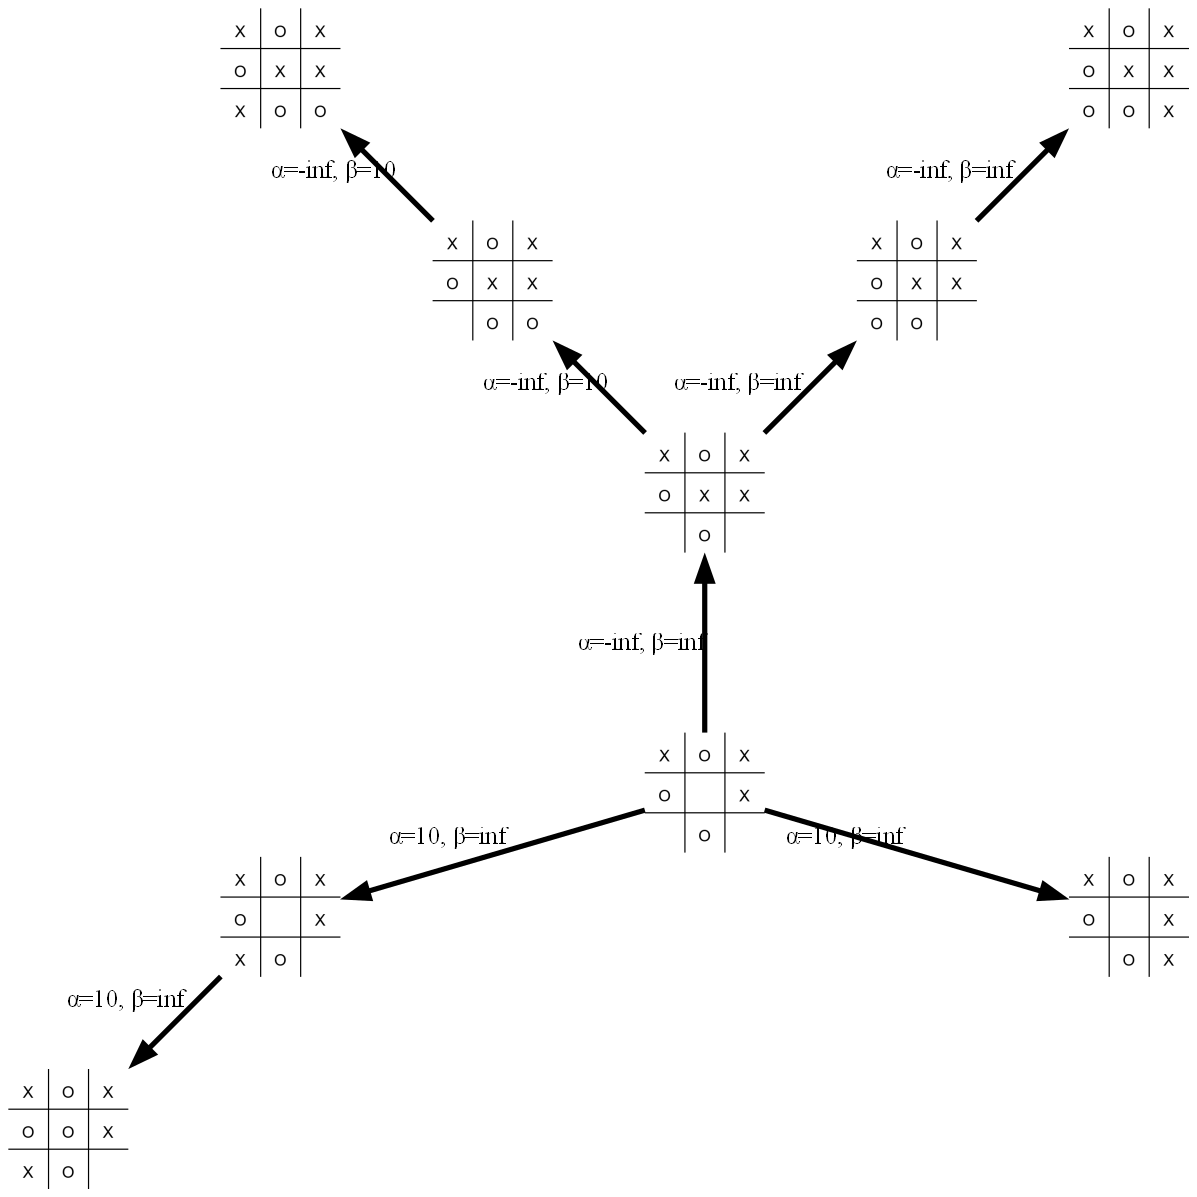 X O X
X O X
O X X
O X X
X O O
O O X
α=-inf, β=10
α=-inf, β=inf
X O X
X O X
O X X
O X X
O O
O O
α=-inf, β=10
α=-inf, β=inf
X O X
O X X
O
α=-inf, β=inf
X O X
O X
O
α=10, β=inf
α=10, β=inf
X O X
X O X
O X
O X
X O
O X
α=10, β=inf
X O X
O O X
X O